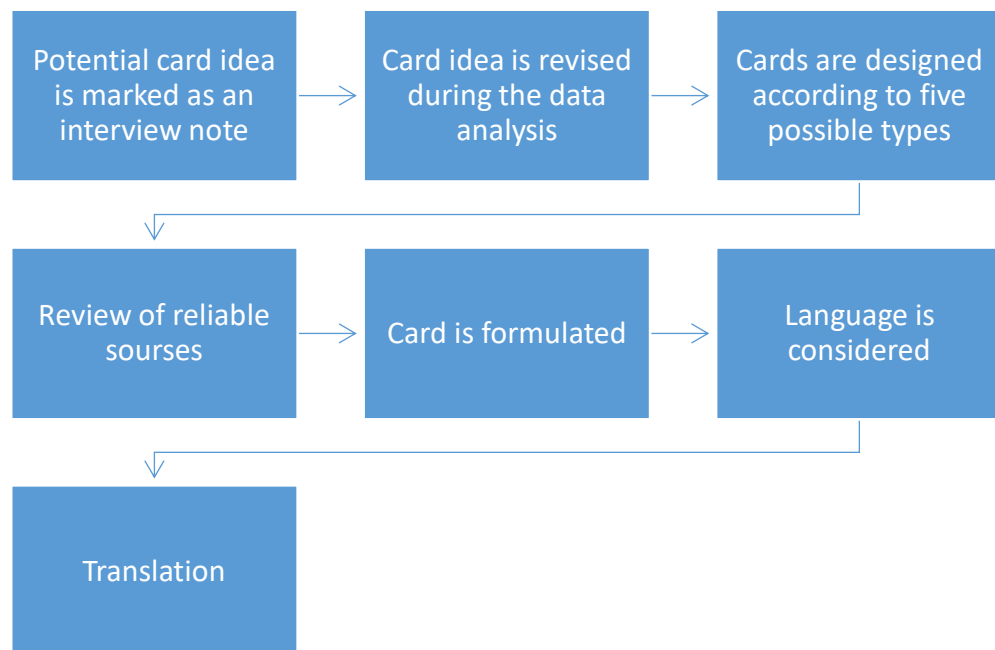 Potential card idea
is marked as an
interview note
Card idea is revised
during the data
analysis
Cards are designed
according to five
possible types
Review of reliable
sourses
Card is formulated
Language is
considered
Translation